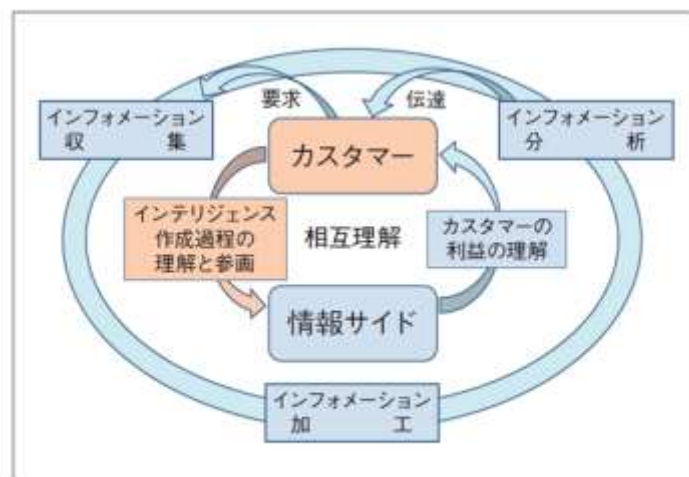 要求
伝達
インフォメーション
収　　集
インフォメーション
分　　析
カスタマー
インテリジェンス
作成過程の
理解と参画
相互理解
カスタマーの
利益の理解
情報サイド
インフォメーション
加　　工